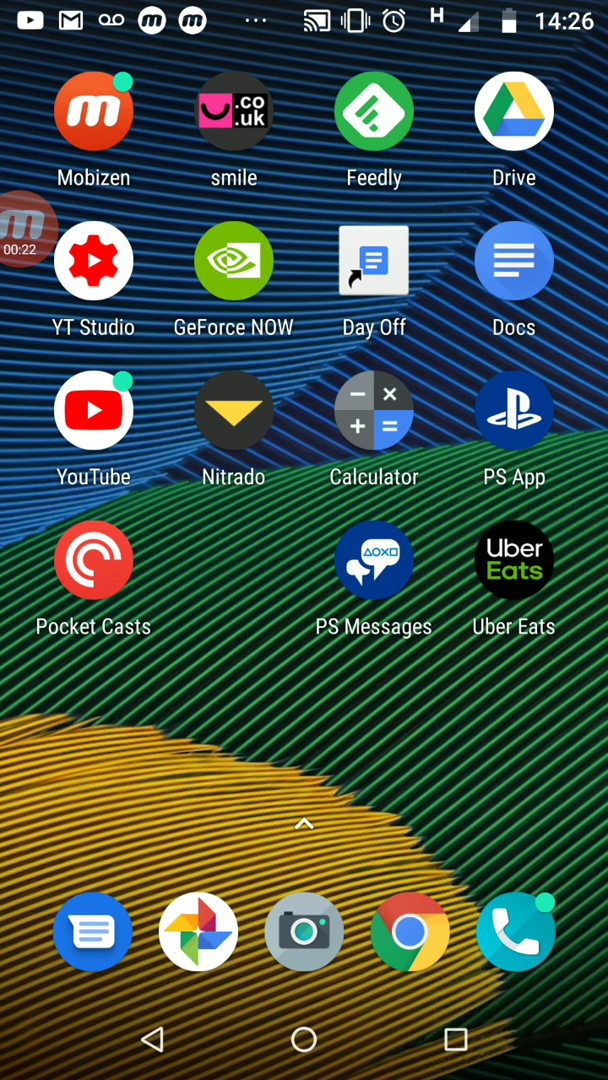 H 14:26
.co
.uk
Mobizen smile Feedly Drive
00:22
YT Studio GeForce NOW Day Off Docs
YouTube Nitrado Calculator PS App
Uber
Eats
Pocket Casts PS Messages Uber Eats